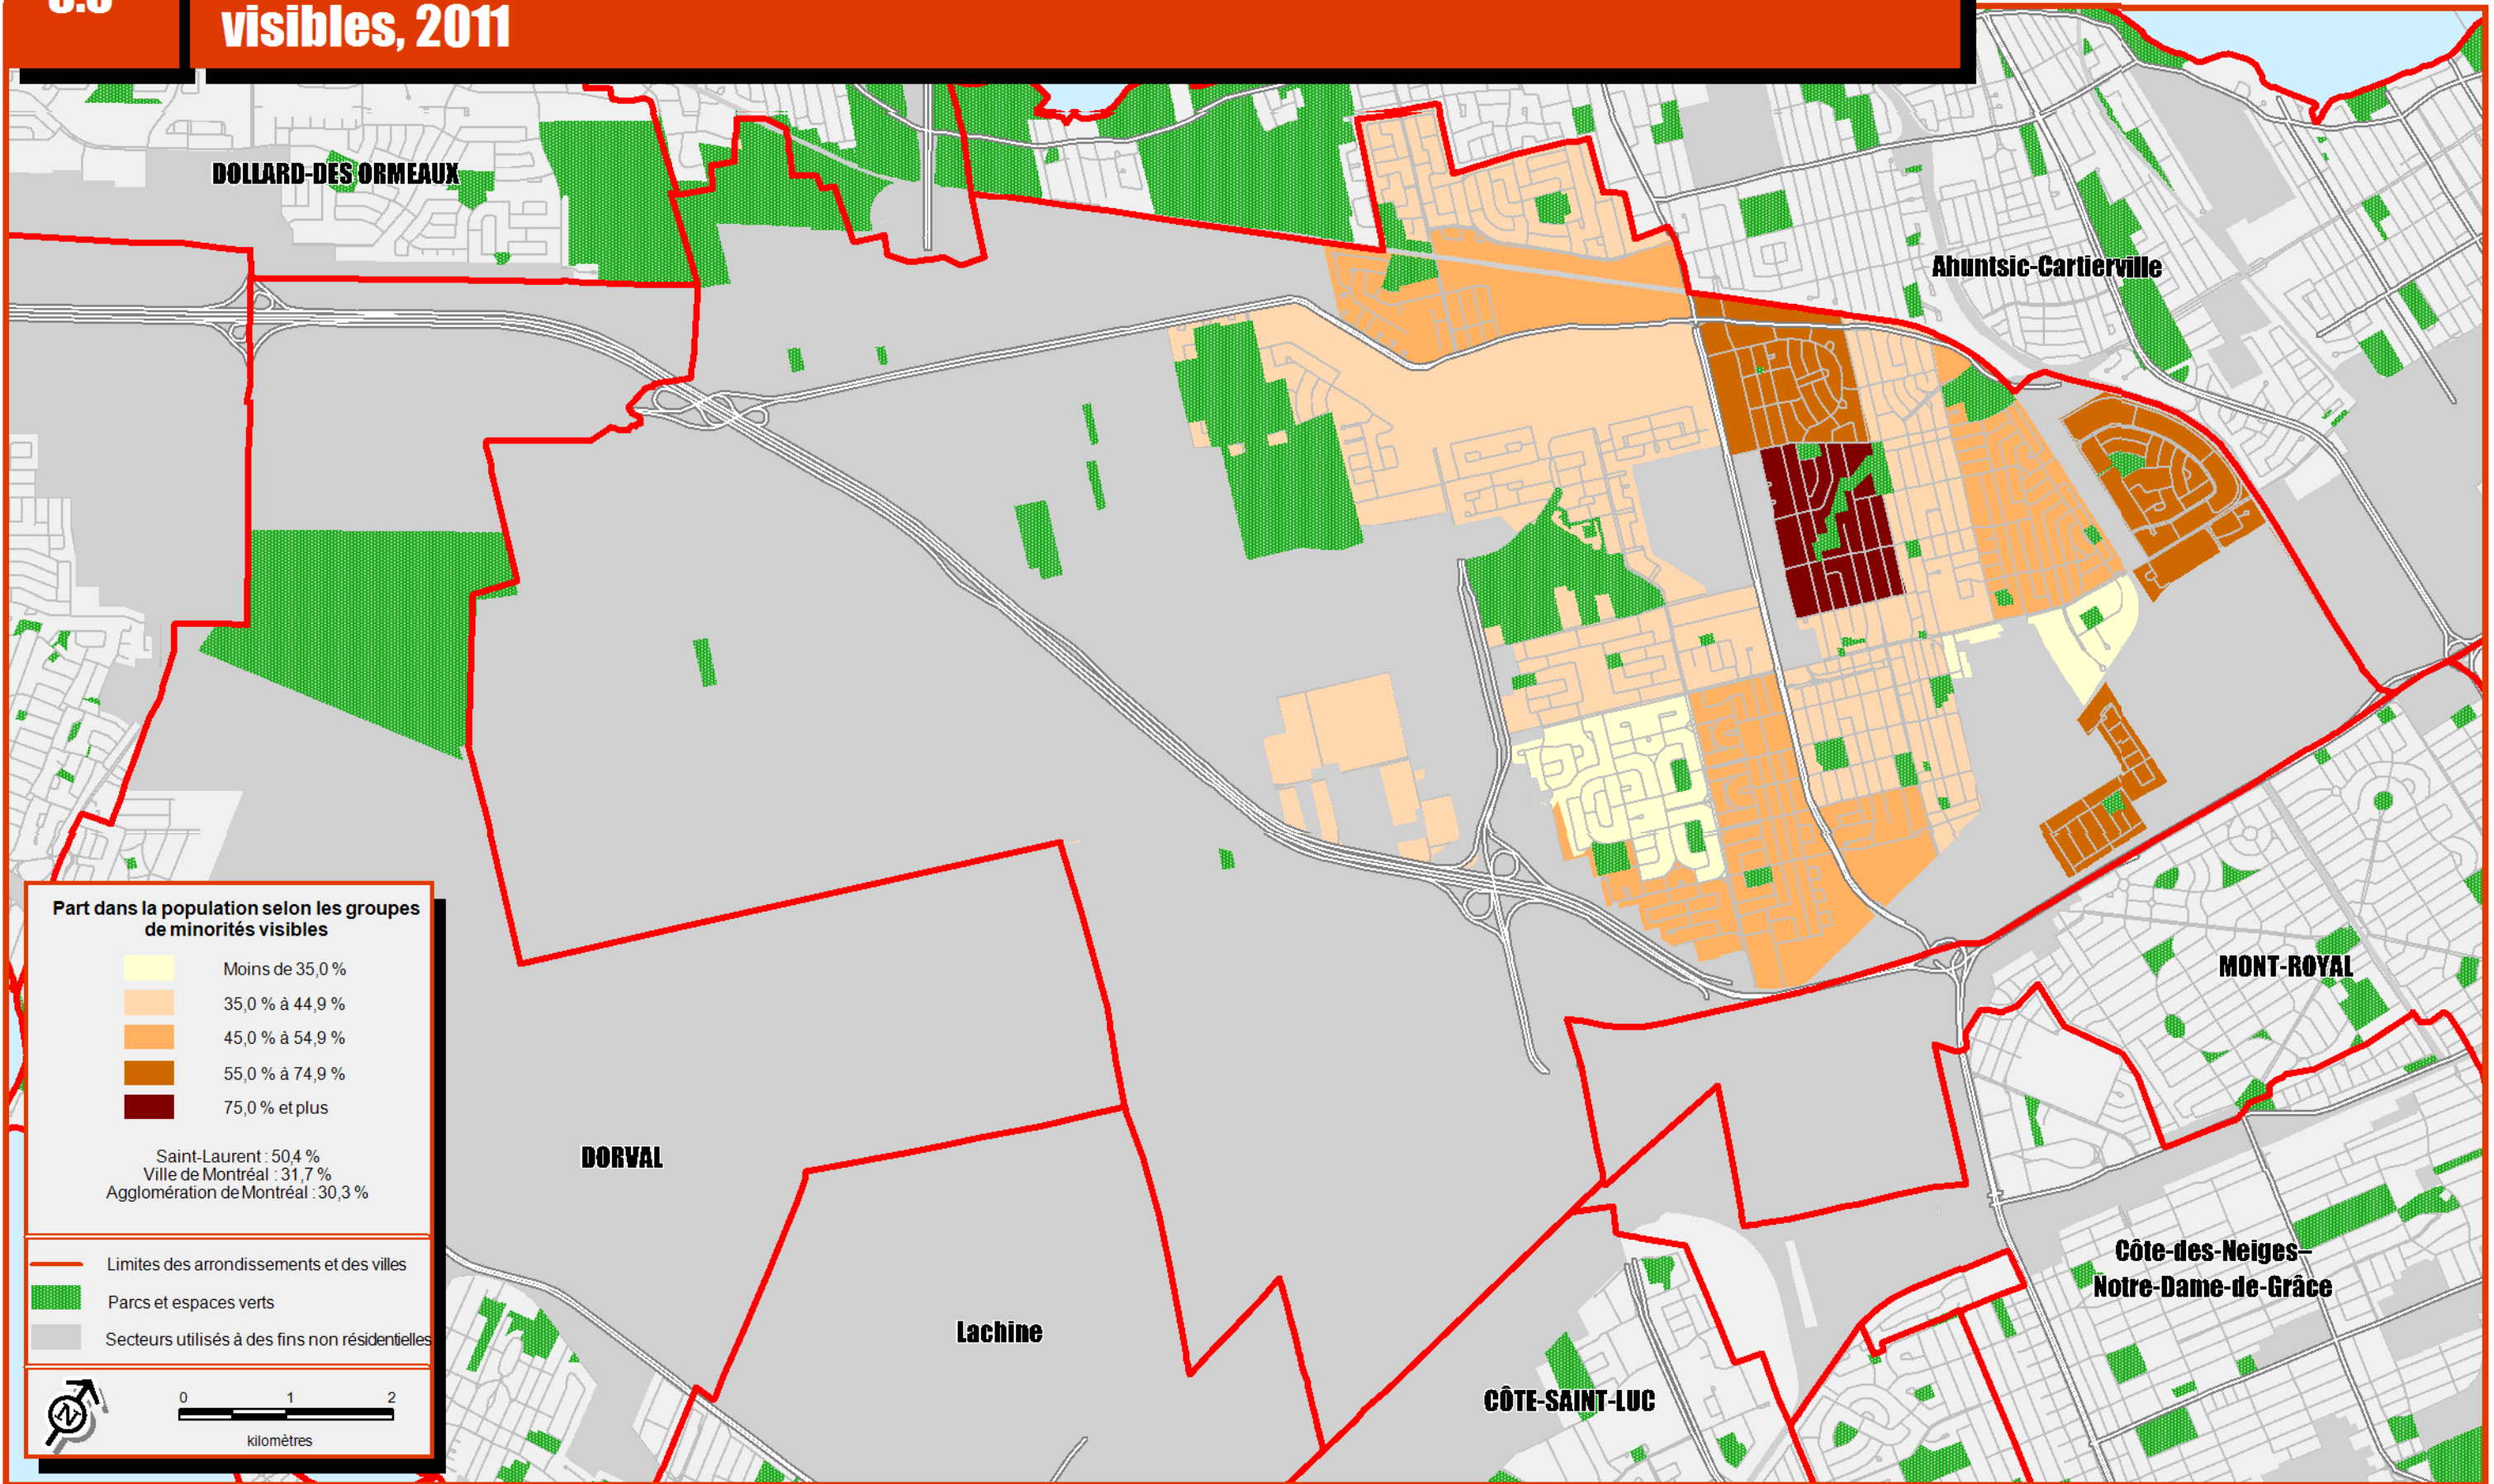 visibles, 2011
DOLLARD-DES ORMEAUX
Ahuntsic-Cartierville
MONT-ROYAL
DORVAL
Côte-des-Neiges–
Notre-Dame-de-Grâce
Lachine
CÔTE-SAINT-LUC
Part dans la population selon les groupes
de minorités visibles
Moins de 35,0 %
35,0 % à 44,9 %
45,0 % à 54,9 %
55,0 % à 74,9 %
75,0 % et plus
Saint-Laurent : 50,4 %
Ville de Montréal : 31,7 %
Agglomération de Montréal : 30,3 %
Limites des arrondissements et des villes
Parcs et espaces verts
Secteurs utilisés à des fins non résidentielles
N
0 1 2
kilomètres